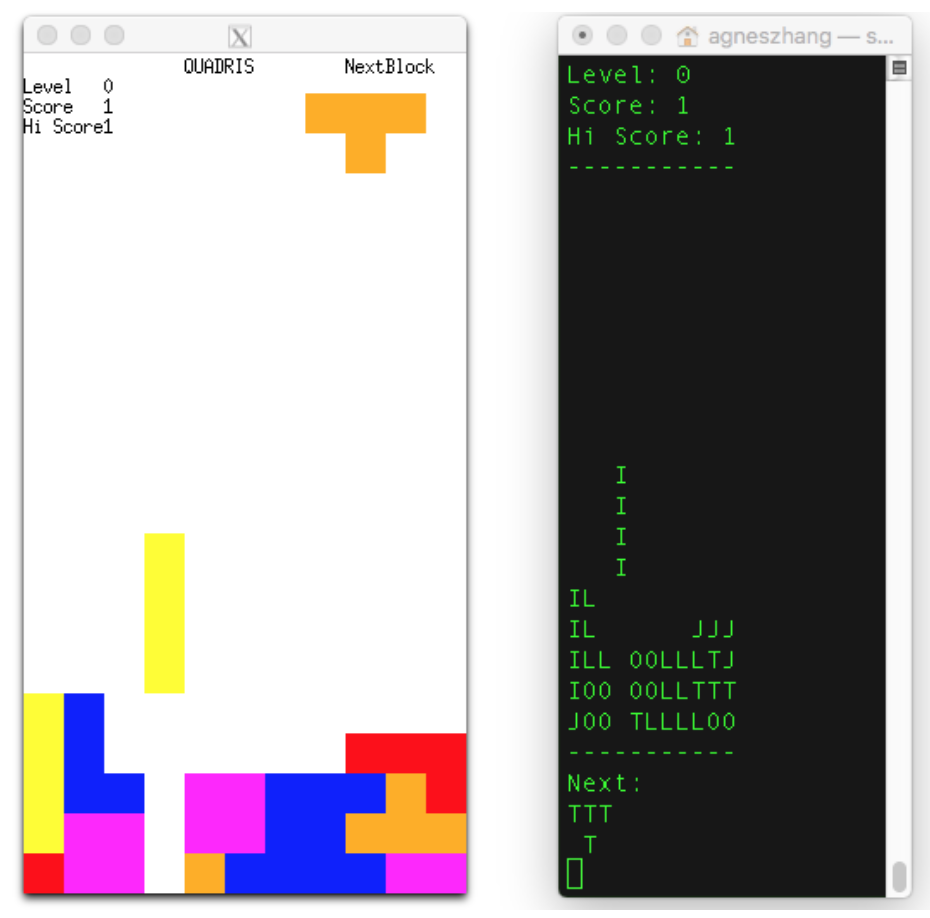 QUADRIS NextBlock
Level 0
Score 1
Hi Score1
agneszhang — s...
Level: 0
Score: 1
Hi Score: 1
-----------
   I
   I
   I
   I
IL
IL      JJJ
ILL OOLLLTJ
IOO OOLLTTT
JOO TLLLLOO
-----------
Next:
TTT
 T